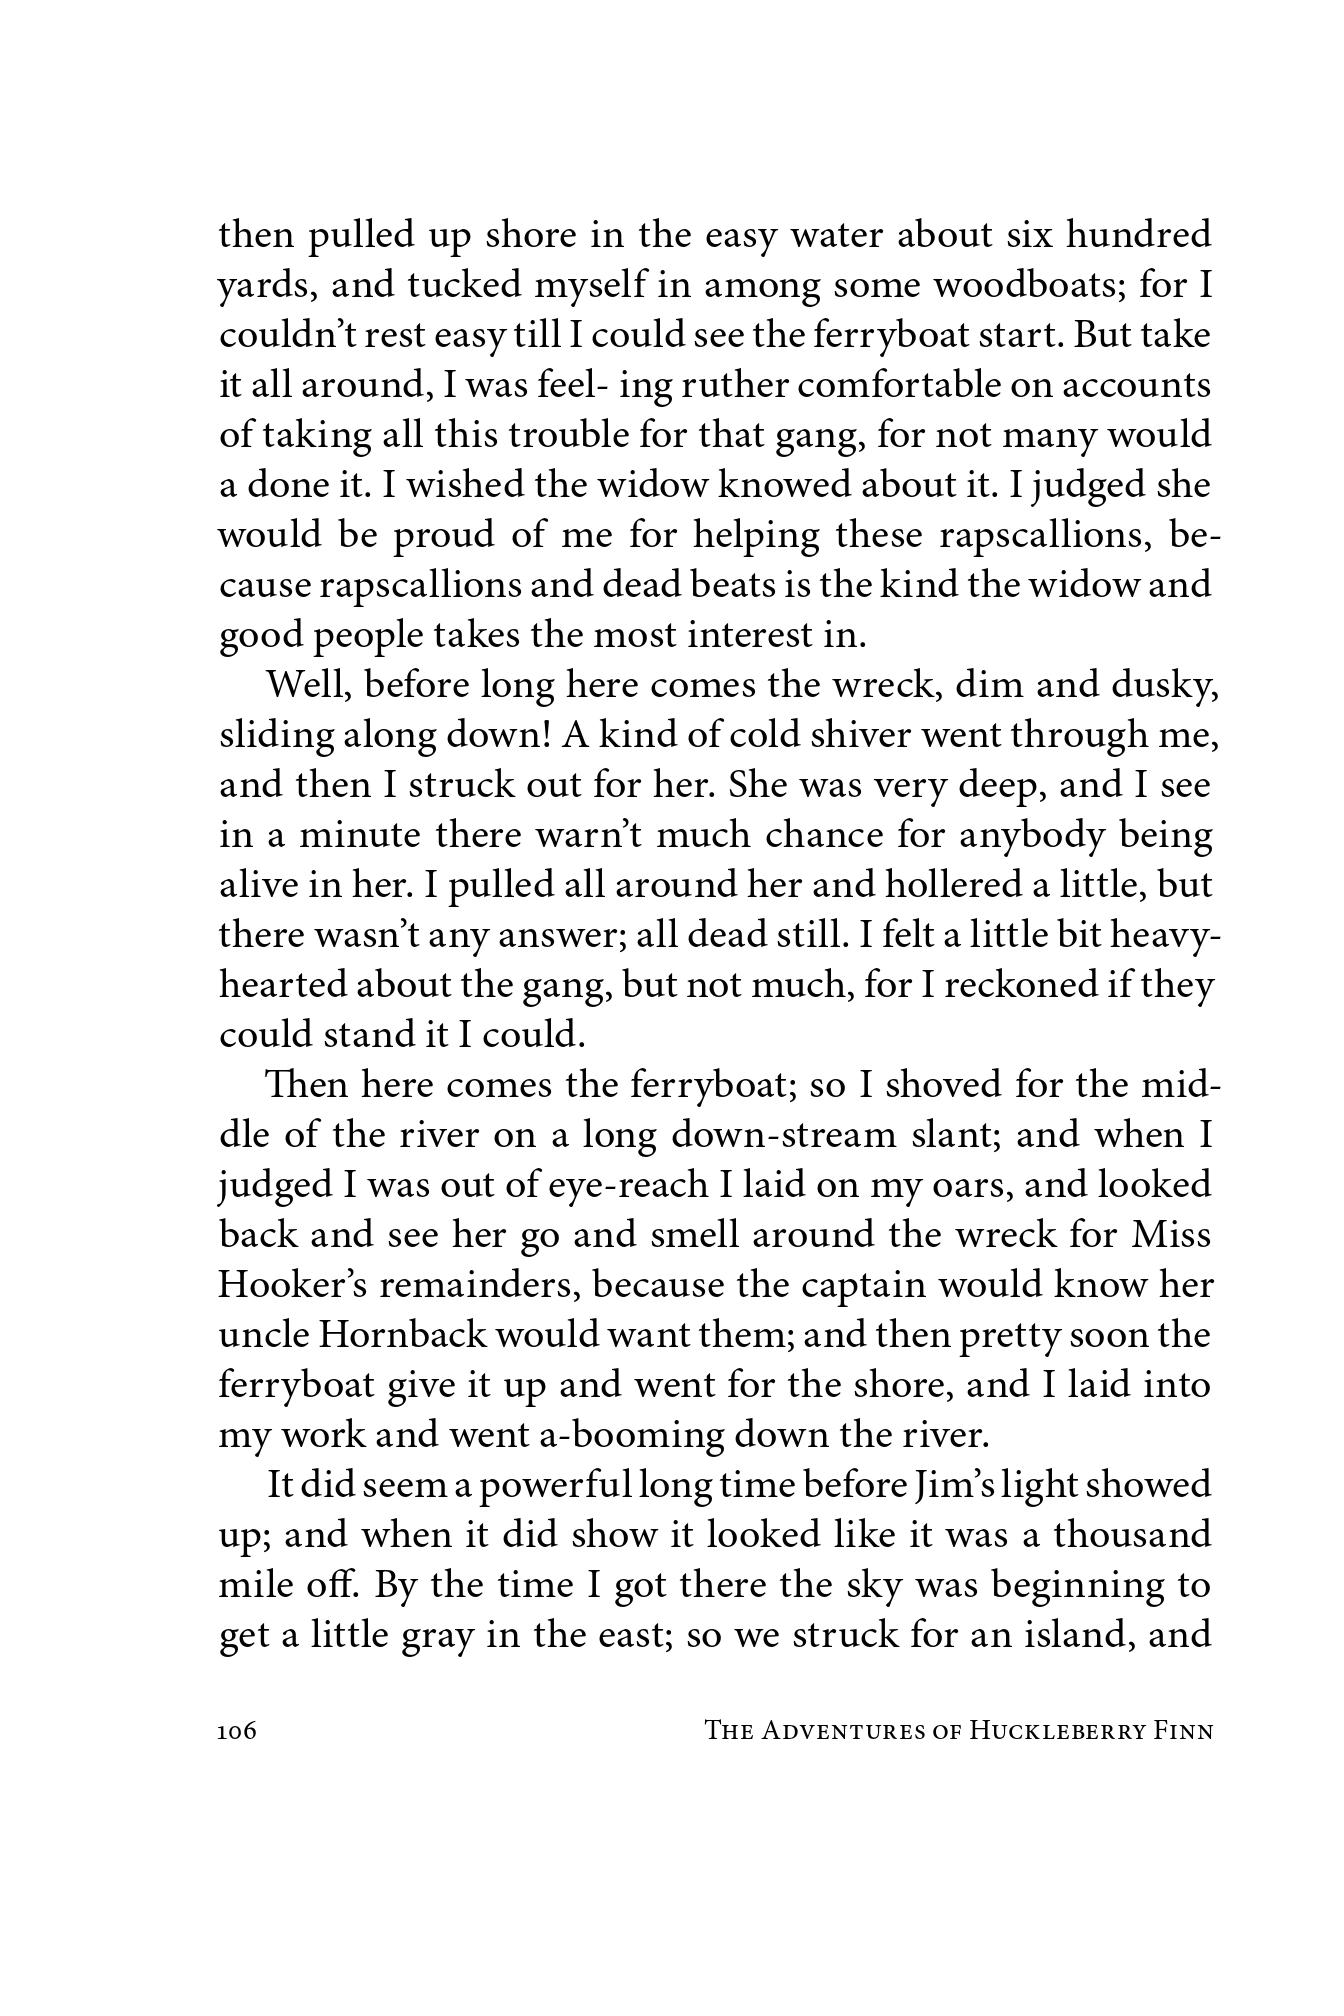 then pulled up shore in the easy water about six hundred
yards, and tucked myself in among some woodboats; for I
couldn’t rest easy till I could see the ferryboat start. But take
it all around, I was feel- ing ruther comfortable on accounts
of taking all this trouble for that gang, for not many would
a done it. I wished the widow knowed about it. I judged she
would be proud of me for helping these rapscallions, be-
cause rapscallions and dead beats is the kind the widow and
good people takes the most interest in.
Well, before long here comes the wreck, dim and dusky,
sliding along down! A kind of cold shiver went through me,
and then I struck out for her. She was very deep, and I see
in a minute there warn’t much chance for anybody being
alive in her. I pulled all around her and hollered a little, but
there wasn’t any answer; all dead still. I felt a little bit heavy-
hearted about the gang, but not much, for I reckoned if they
could stand it I could.
Then here comes the ferryboat; so I shoved for the mid-
dle of the river on a long down-stream slant; and when I
judged I was out of eye-reach I laid on my oars, and looked
back and see her go and smell around the wreck for Miss
Hooker’s remainders, because the captain would know her
uncle Hornback would want them; and then pretty soon the
ferryboat give it up and went for the shore, and I laid into
my work and went a-booming down the river.
It did seem a powerful long time before Jim’s light showed
up; and when it did show it looked like it was a thousand
mile off. By the time I got there the sky was beginning to
get a little gray in the east; so we struck for an island, and
106 The Adventures of Huckleberry Finn